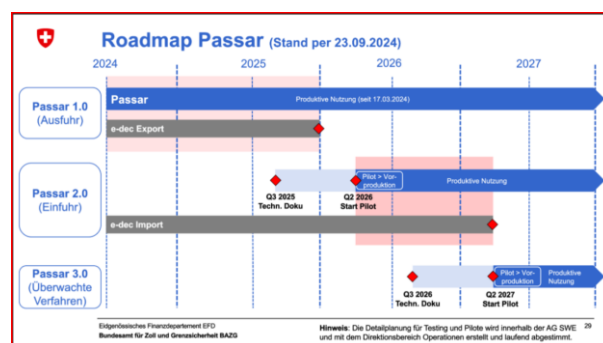 Roadmap Passar (Stand per 23.09.2024)
2024 2025 2026 2027
Passar 1.0
(Ausfuhr)
Passar
Produktive Nutzung (seit 17.03.2024)
e-dec Export
Passar 2.0
(Einfuhr)
Pilot > Vor-
produktion
Produktive Nutzung
Q3 2025
Techn. Doku
Q2 2026
Start Pilot
e-dec Import
Passar 3.0
(Überwachte
Verfahren)
Pilot > Vor-
produktion
Produktive
Nutzung
Q3 2026
Techn. Doku
Q2 2027
Start Pilot
Eidgenössisches Finanzdepartement EFD
Bundesamt für Zoll und Grenzsicherheit BAZG
Hinweis: Die Detailplanung für Testing und Pilote wird innerhalb der AG SWE
und mit dem Direktionsbereich Operationen erstellt und laufend abgestimmt.
29